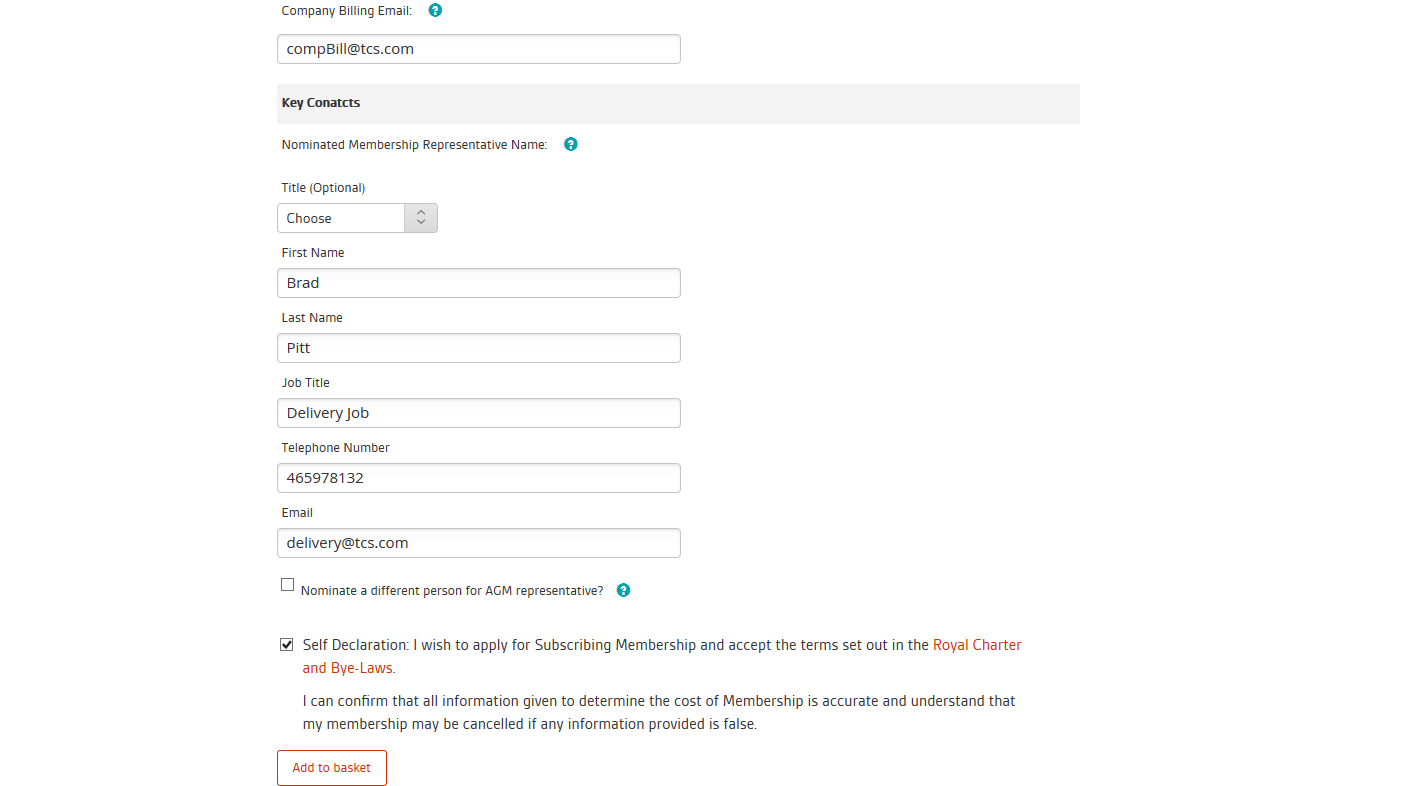 Company Billing Email:
compBill@tcs.com
Key Conatcts
Nominated Membership Representative Name:
Title (Optional)
Choose
First Name
Brad
Last Name
Pitt
Job Title
Delivery Job
Telephone Number
465978132
Email
delivery@tcs.com
Nominate a different person for AGM representative?
Self Declaration: I wish to apply for Subscribing Membership and accept the terms set out in the Royal Charter
and Bye-Laws.
I can confirm that all information given to determine the cost of Membership is accurate and understand that
my membership may be cancelled if any information provided is false.
Add to basket